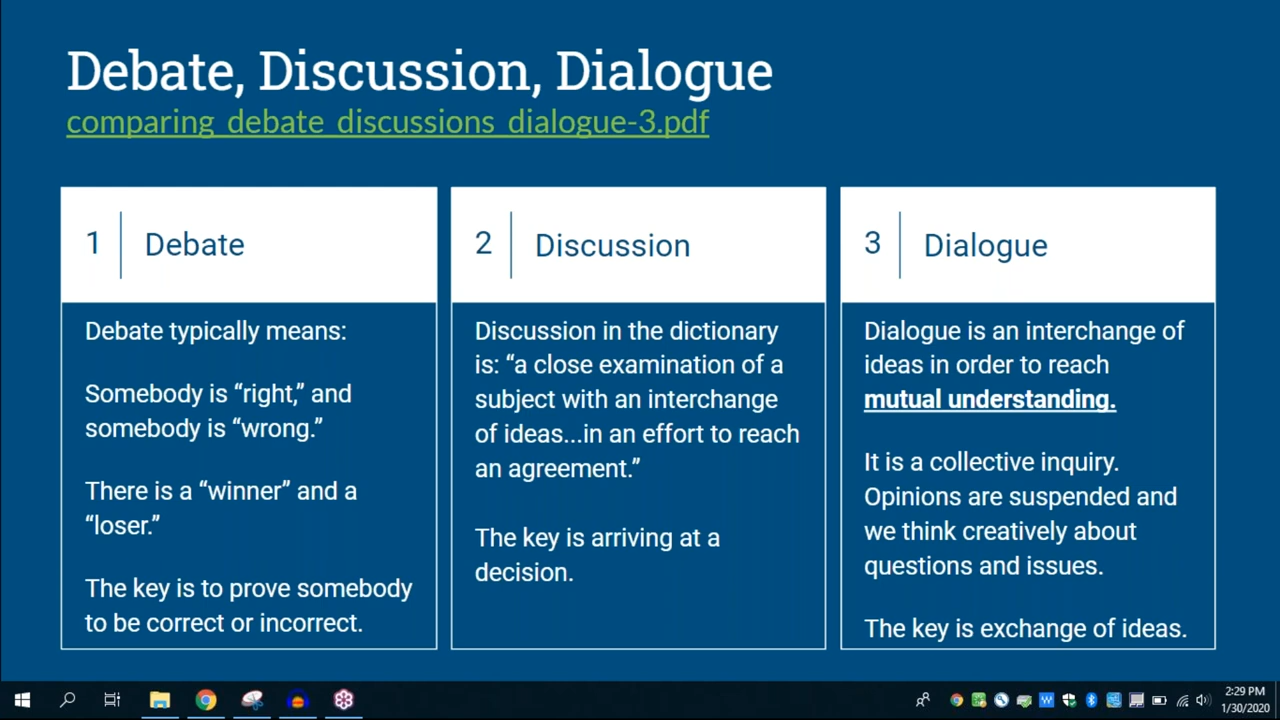 Debate, Discussion, Dialogue
comparing_debate_discussions_dialogue-3.pdf
1
Debate
Debate typically means:
Somebody is “right,” and
somebody is “wrong.”
There is a “winner” and a
“loser.”
The key is to prove somebody
to be correct or incorrect.
2
Discussion
Discussion in the dictionary
is: “a close examination of a
subject with an interchange
of ideas...in an effort to reach
an agreement.”
The key is arriving at a
decision.
3
Dialogue
Dialogue is an interchange of
ideas in order to reach
mutual understanding.
It is a collective inquiry.
Opinions are suspended and
we think creatively about
questions and issues.
The key is exchange of ideas.
2:29 PM
1/30/2020